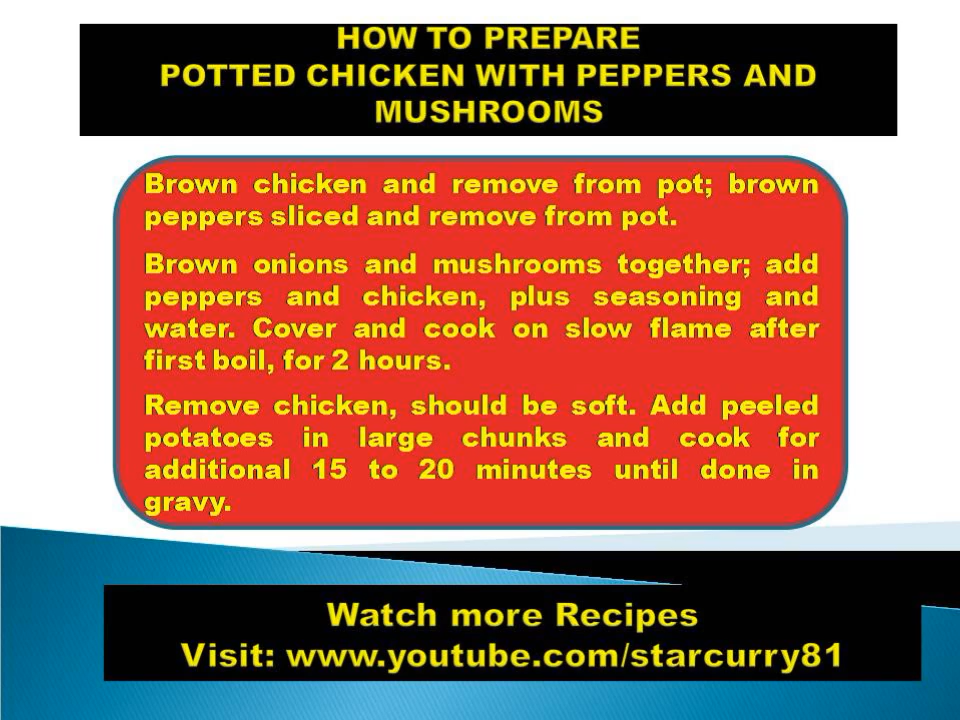 HOW TO PREPARE
POTTED CHICKEN WITH PEPPERS AND
MUSHROOMS
Brown chicken and remove from pot; brown
peppers sliced and remove from pot.
Brown onions and mushrooms together; add
peppers and chicken, plus seasoning and
water. Cover and cook on slow flame after
first boil, for 2 hours.
Remove chicken, should be soft. Add peeled
potatoes in large chunks and cook for
additional 15 to 20 minutes until done in
gravy.
Watch more Recipes
Visit: www.youtube.com/starcurry81